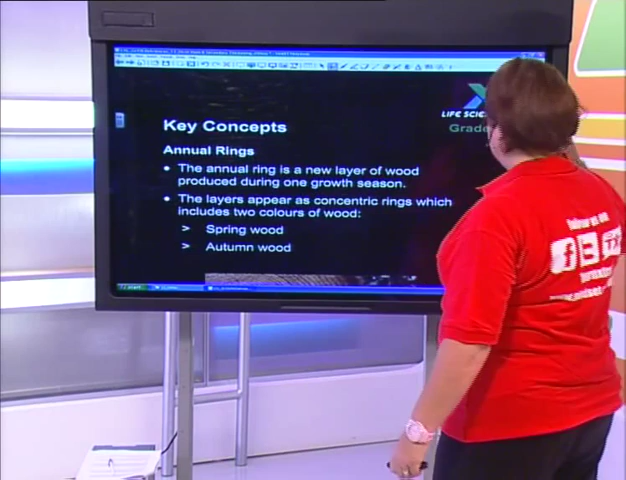 LIFE SCIE
Grade
Key Concepts
Annual Rings
• The annual ring is a new layer of wood
produced during one growth season.
• The layers appear as concentric rings which
includes two colours of wood:
> Spring wood
> Autumn wood